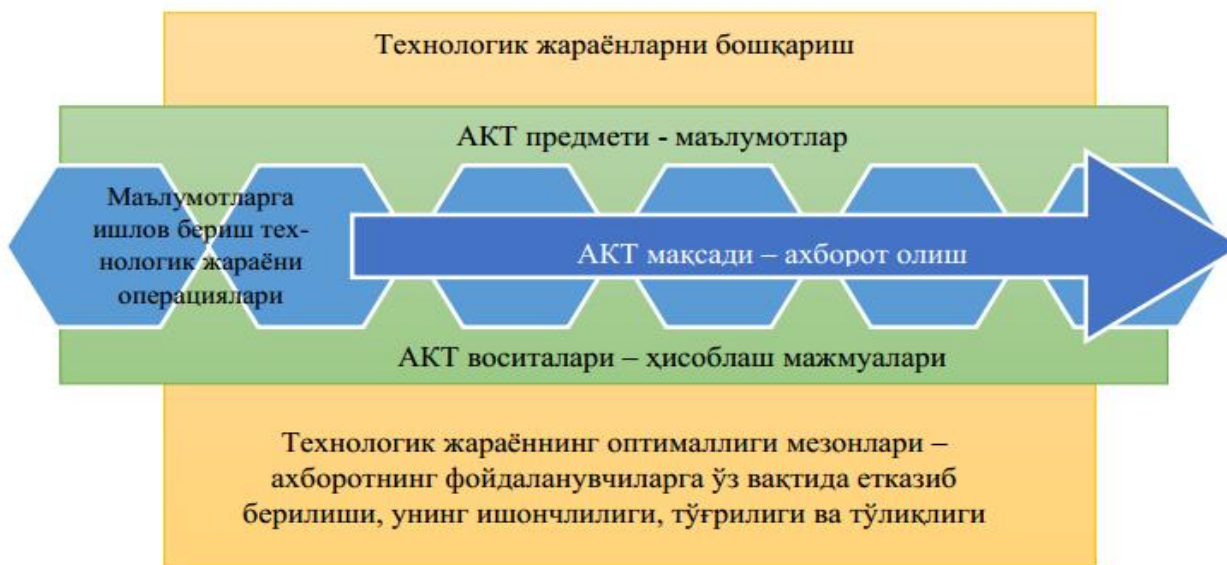 Технологик жараёнларни бошқариш
АКТ предмети - маълумотлар
Маълумотларга
ишлов бериш тех-
нологик жараёни
операциялари
АКТ мақсади – ахборот олиш
АКТ воситалари – ҳисоблаш мажмуалари
Технологик жараённинг оптималлиги мезонлари –
ахборотнинг фойдаланувчиларга ўз вақтида етказиб
берилиши, унинг ишончлилиги, тўғрилиги ва тўлиқлиги